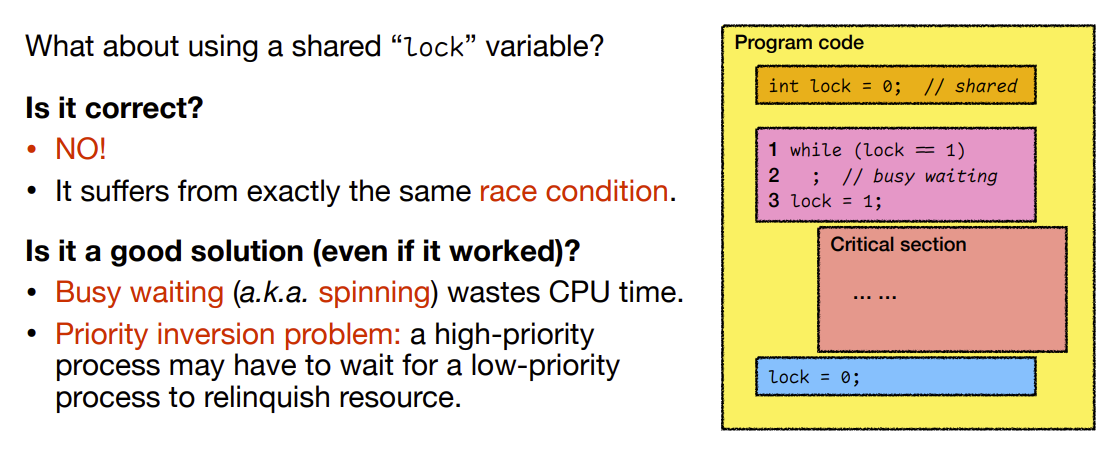 What about using a shared “lock” variable?
Is it correct?
• NO!
• It suffers from exactly the same race condition.
Is it a good solution (even if it worked)?
• Busy waiting (a.k.a. spinning) wastes CPU time.
• Priority inversion problem: a high-priority
process may have to wait for a low-priority
process to relinquish resource.
Program code
int lock = 0;  // shared
1 while (lock == 1)
2   ;  // busy waiting
3 lock = 1;
Critical section
... ...
lock = 0;